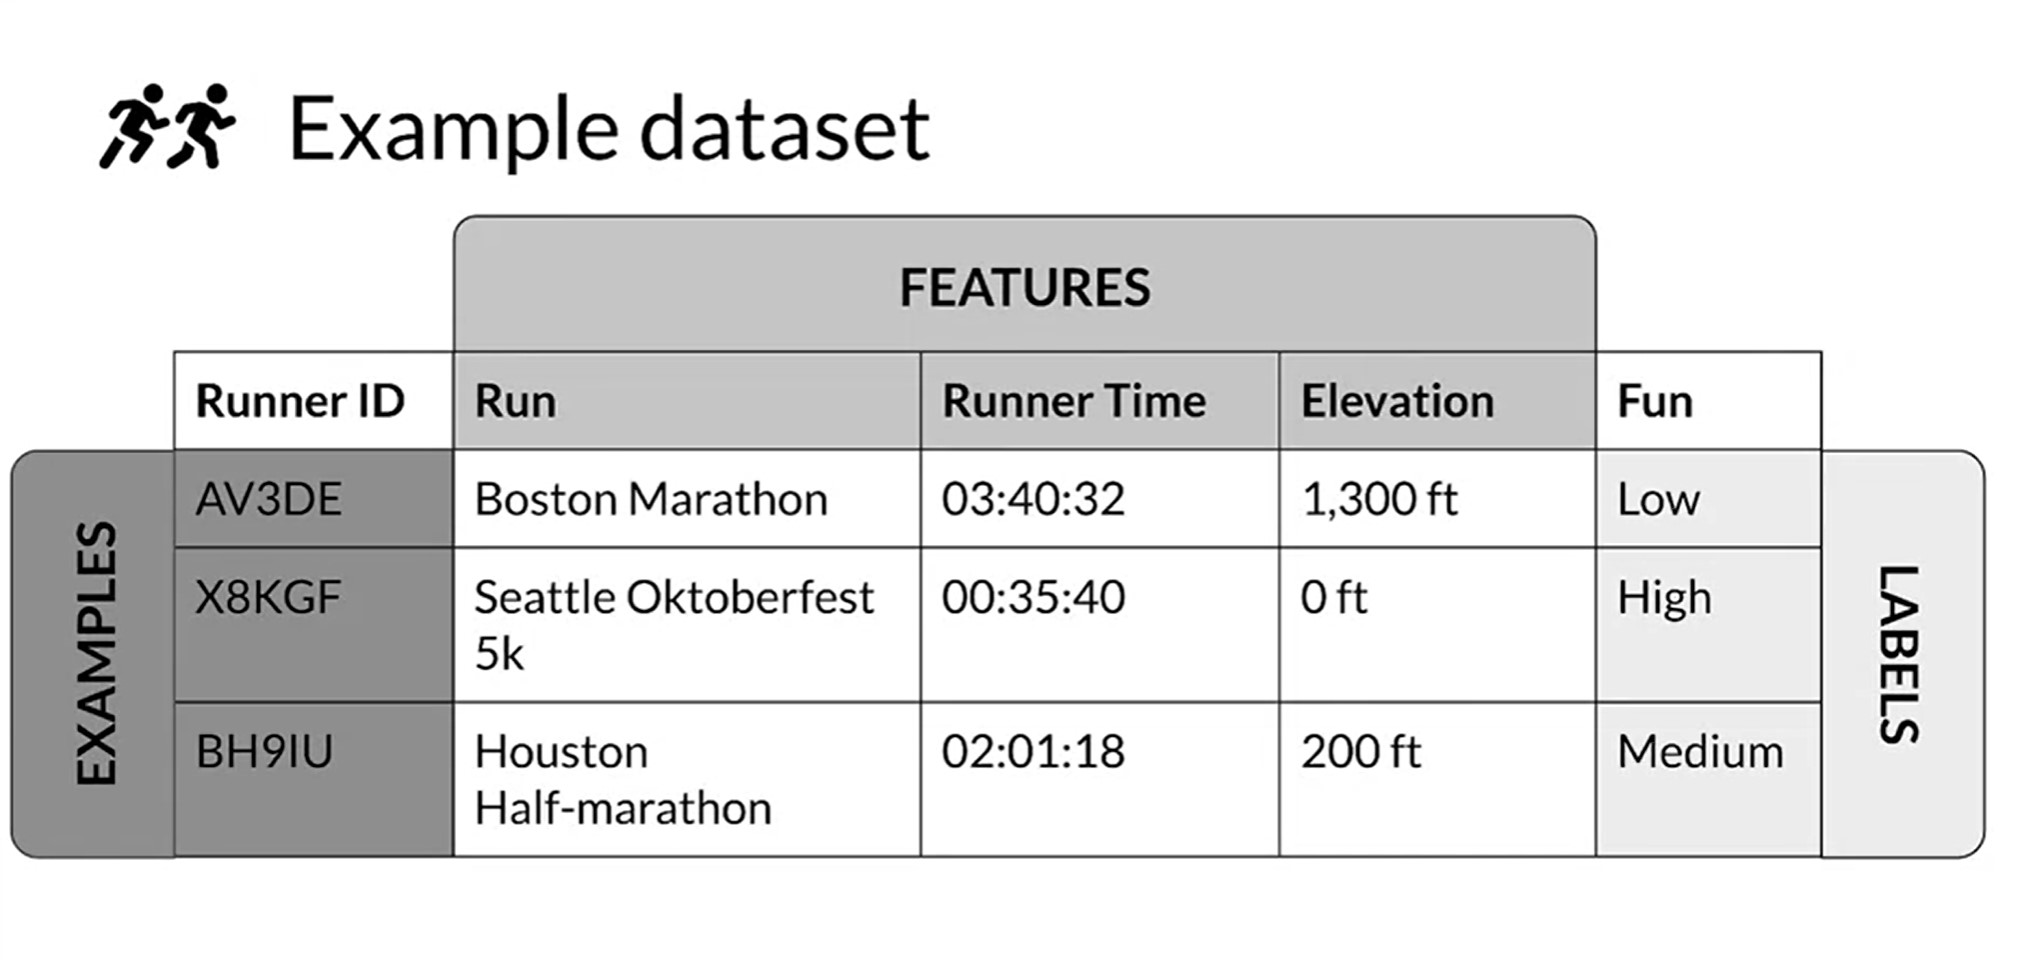 Example dataset
FEATURES
Runner ID Run Runner Time Elevation Fun
EXAMPLES
AV3DE Boston Marathon 03:40:32 1,300 ft Low
X8KGF Seattle Oktoberfest 00:35:40 0 ft High
5k
BH9IU Houston 02:01:18 200 ft Medium
Half-marathon
LABELS